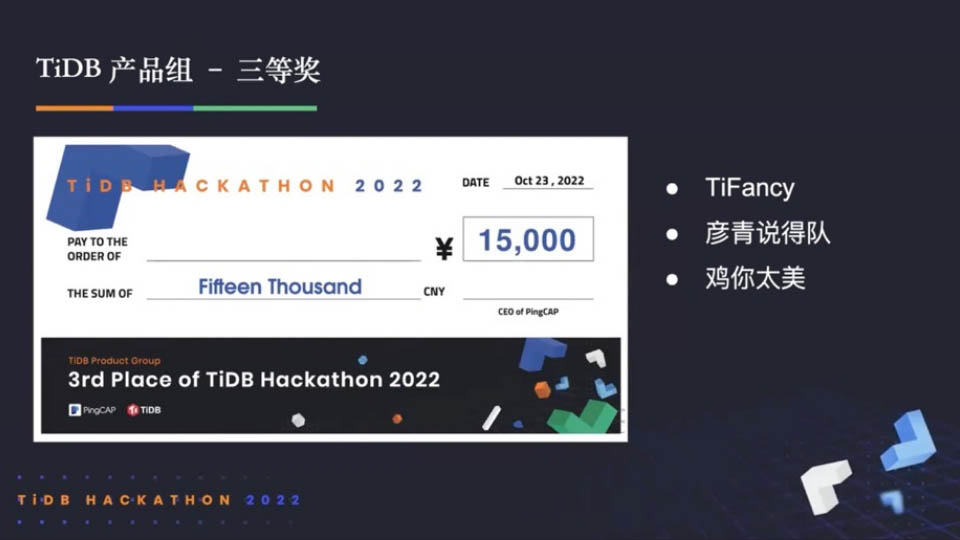 TiDB 产品组 - 三等奖
TiDB HACKATHON 2022
DATE Oct 23 , 2022
PAY TO THE
ORDER OF
¥ 15,000
THE SUM OF Fifteen Thousand CNY
CEO of PingCAP
TiDB Product Group
3rd Place of TiDB Hackathon 2022
PingCAP TiDB
• TiFancy
• 彦青说得队
• 鸡你太美
TiDB HACKATHON 2022